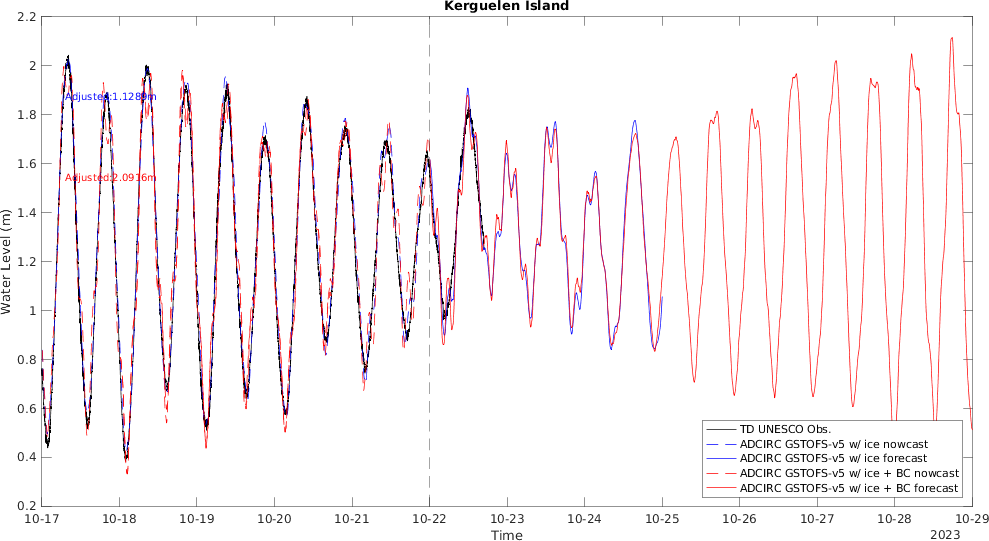 Kerguelen Island
2.2
2
1.8
1.6
1.4
1.2
1
0.8
0.6
0.4
0.2
Water Level (m)
Adjusted:1.1289m
Adjusted:2.0916m
TD UNESCO Obs.
ADCIRC GSTOFS-v5 w/ ice nowcast
ADCIRC GSTOFS-v5 w/ ice forecast
ADCIRC GSTOFS-v5 w/ ice + BC nowcast
ADCIRC GSTOFS-v5 w/ ice + BC forecast
10-17 10-18 10-19 10-20 10-21 10-22 10-23 10-24 10-25 10-26 10-27 10-28 10-29
Time
2023